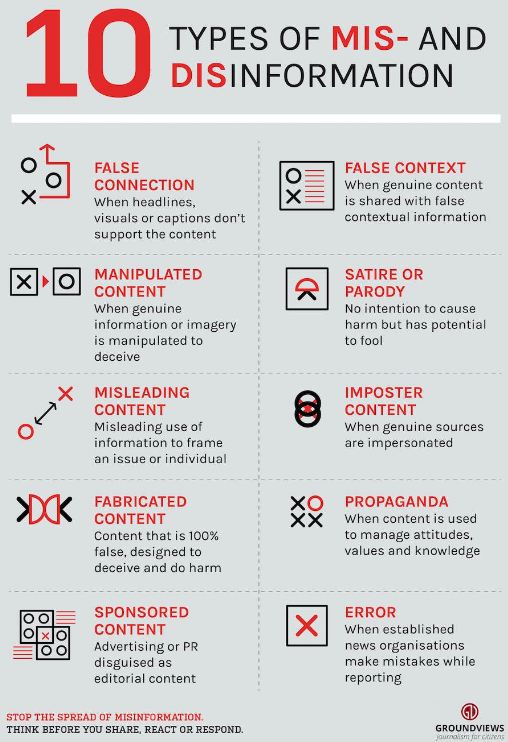 10 TYPES OF MIS- AND
DISINFORMATION
FALSE
CONNECTION
When headlines,
visuals or captions don't
support the content
FALSE CONTEXT
When genuine content
is shared with false
contextual information
MANIPULATED
CONTENT
When genuine
information or imagery
is manipulated to
deceive
SATIRE OR
PARODY
No intention to cause
harm but has potential
to fool
MISLEADING
CONTENT
Misleading use of
information to frame
an issue or individual
IMPOSTER
CONTENT
When genuine sources
are impersonated
FABRICATED
CONTENT
Content that is 100%
false, designed to
deceive and do harm
PROPAGANDA
When content is used
to manage attitudes,
values and knowledge
SPONSORED
CONTENT
Advertising or PR
disguised as
editorial content
ERROR
When established
news organisations
make mistakes while
reporting
STOP THE SPREAD OF MISINFORMATION.
THINK BEFORE YOU SHARE, REACT OR RESPOND.
GROUNDVIEWS
journalism for citizens